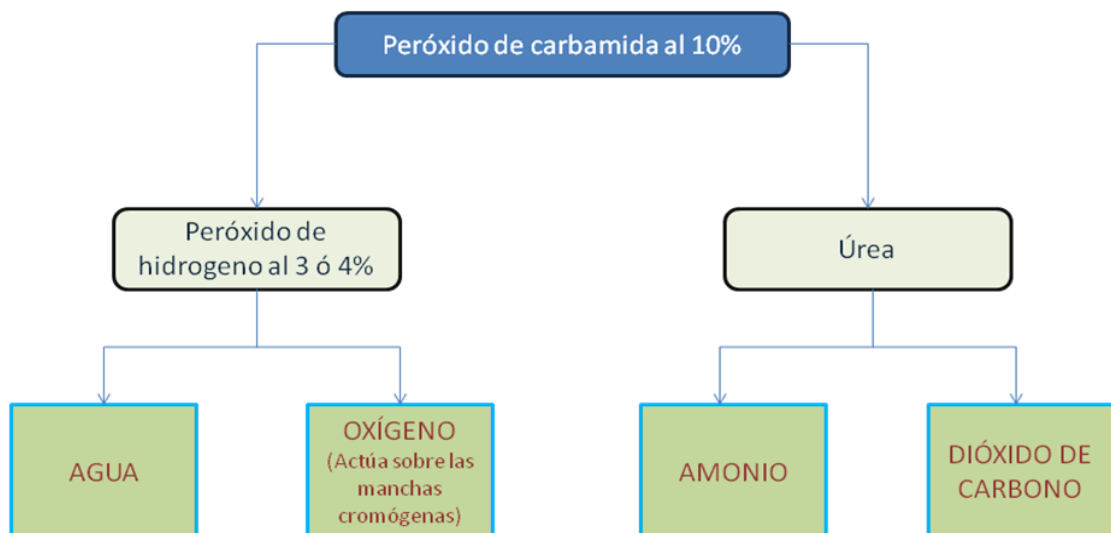 Peróxido de carbamida al 10%
Peróxido de
hidrogeno al 3 ó 4%
Úrea
AGUA
OXÍGENO
(Actúa sobre las
manchas
cromógenas)
AMONIO
DIÓXIDO DE
CARBONO